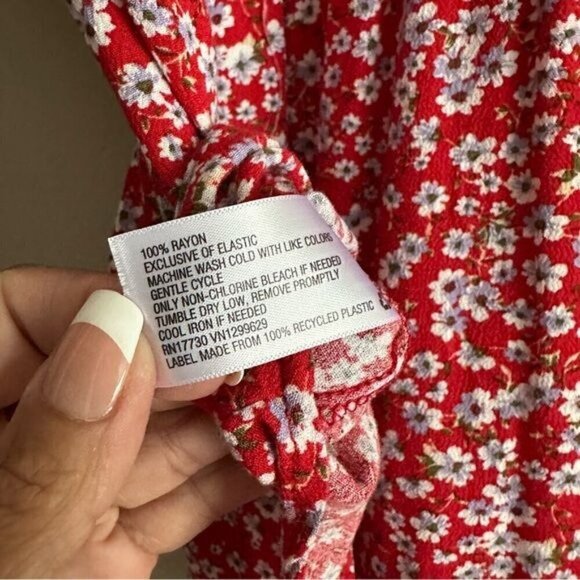 100% RAYON
EXCLUSIVE OF ELASTIC
MACHINE WASH COLD WITH LIKE COLORS
GENTLE CYCLE
ONLY NON-CHLORINE BLEACH IF NEEDED
TUMBLE DRY LOW, REMOVE PROMPTLY
COOL IRON IF NEEDED
RN17730 VN1299629
LABEL MADE FROM 100% RECYCLED PLASTIC